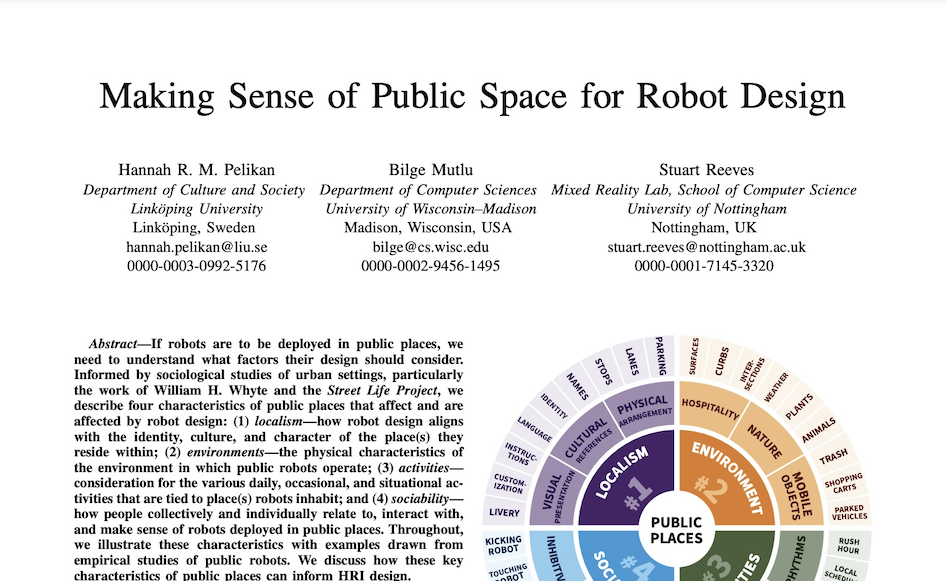 Making Sense of Public Space for Robot Design
Hannah R. M. Pelikan
Department of Culture and Society
Linköping University
Linköping, Sweden
hannah.pelikan@liu.se
0000-0003-0992-5176
Bilge Mutlu
Department of Computer Sciences
University of Wisconsin–Madison
Madison, Wisconsin, USA
bilge@cs.wisc.edu
0000-0002-9456-1495
Stuart Reeves
Mixed Reality Lab, School of Computer Science
University of Nottingham
Nottingham, UK
stuart.reeves@nottingham.ac.uk
0000-0001-7145-3320
Abstract—If robots are to be deployed in public places, we
need to understand what factors their design should consider.
Informed by sociological studies of urban settings, particularly
the work of William H. Whyte and the Street Life Project, we
describe four characteristics of public places that affect and are
affected by robot design: (1) localism—how robot design aligns
with the identity, culture, and character of the place(s) they
reside within; (2) environments—the physical characteristics of
the environment in which public robots operate; (3) activities—
consideration for the various daily, occasional, and situational ac-
tivities that are tied to place(s) robots inhabit; and (4) sociability—
how people collectively and individually relate to, interact with,
and make sense of robots deployed in public places. Throughout,
we illustrate these characteristics with examples drawn from
empirical studies of public robots. We discuss how these key
characteristics of public places can inform HRI design.
PUBLIC
PLACES
LOCALISM
#1
VISUAL
PRESENTATION
CULTURAL
REFERENCES
PHYSICAL
ARRANGEMENT
LIVERY
CUSTOM-
IZATION
INSTRUC-
TIONS
LANGUAGE
IDENTITY
NAMES
STOPS
LANES
PARKING
ENVIRONMENT
#2
HOSPITALITY
NATURE
MOBILE
OBJECTS
SURFACES
CURBS
INTER-
SECTIONS
WEATHER
PLANTS
ANIMALS
TRASH
SHOPPING
CARTS
PARKED
VEHICLES
#3
TIES
RHYTHMS
RUSH
HOUR
LOCAL
SCHEDULES
#4
SOC
INHIBITI
KICKING
ROBOT
TOUCHING
ROBOT